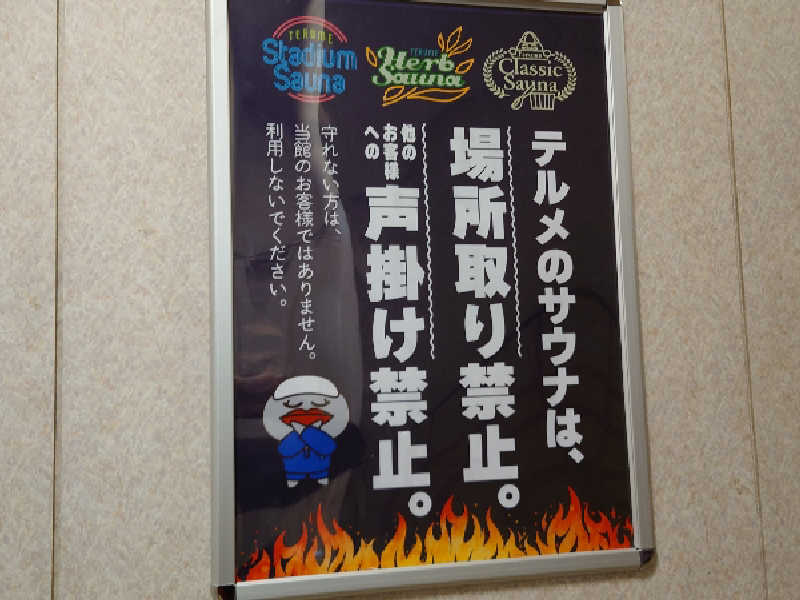 TERUME
Stadium
Sauna
TERUME
Herb
Sauna
Classic
Sauna
テルメのサウナは、
場所取り禁止。
他の
お客様
への
声掛け禁止。
守れない方は、
当館のお客様ではありません。
利用しないでください。